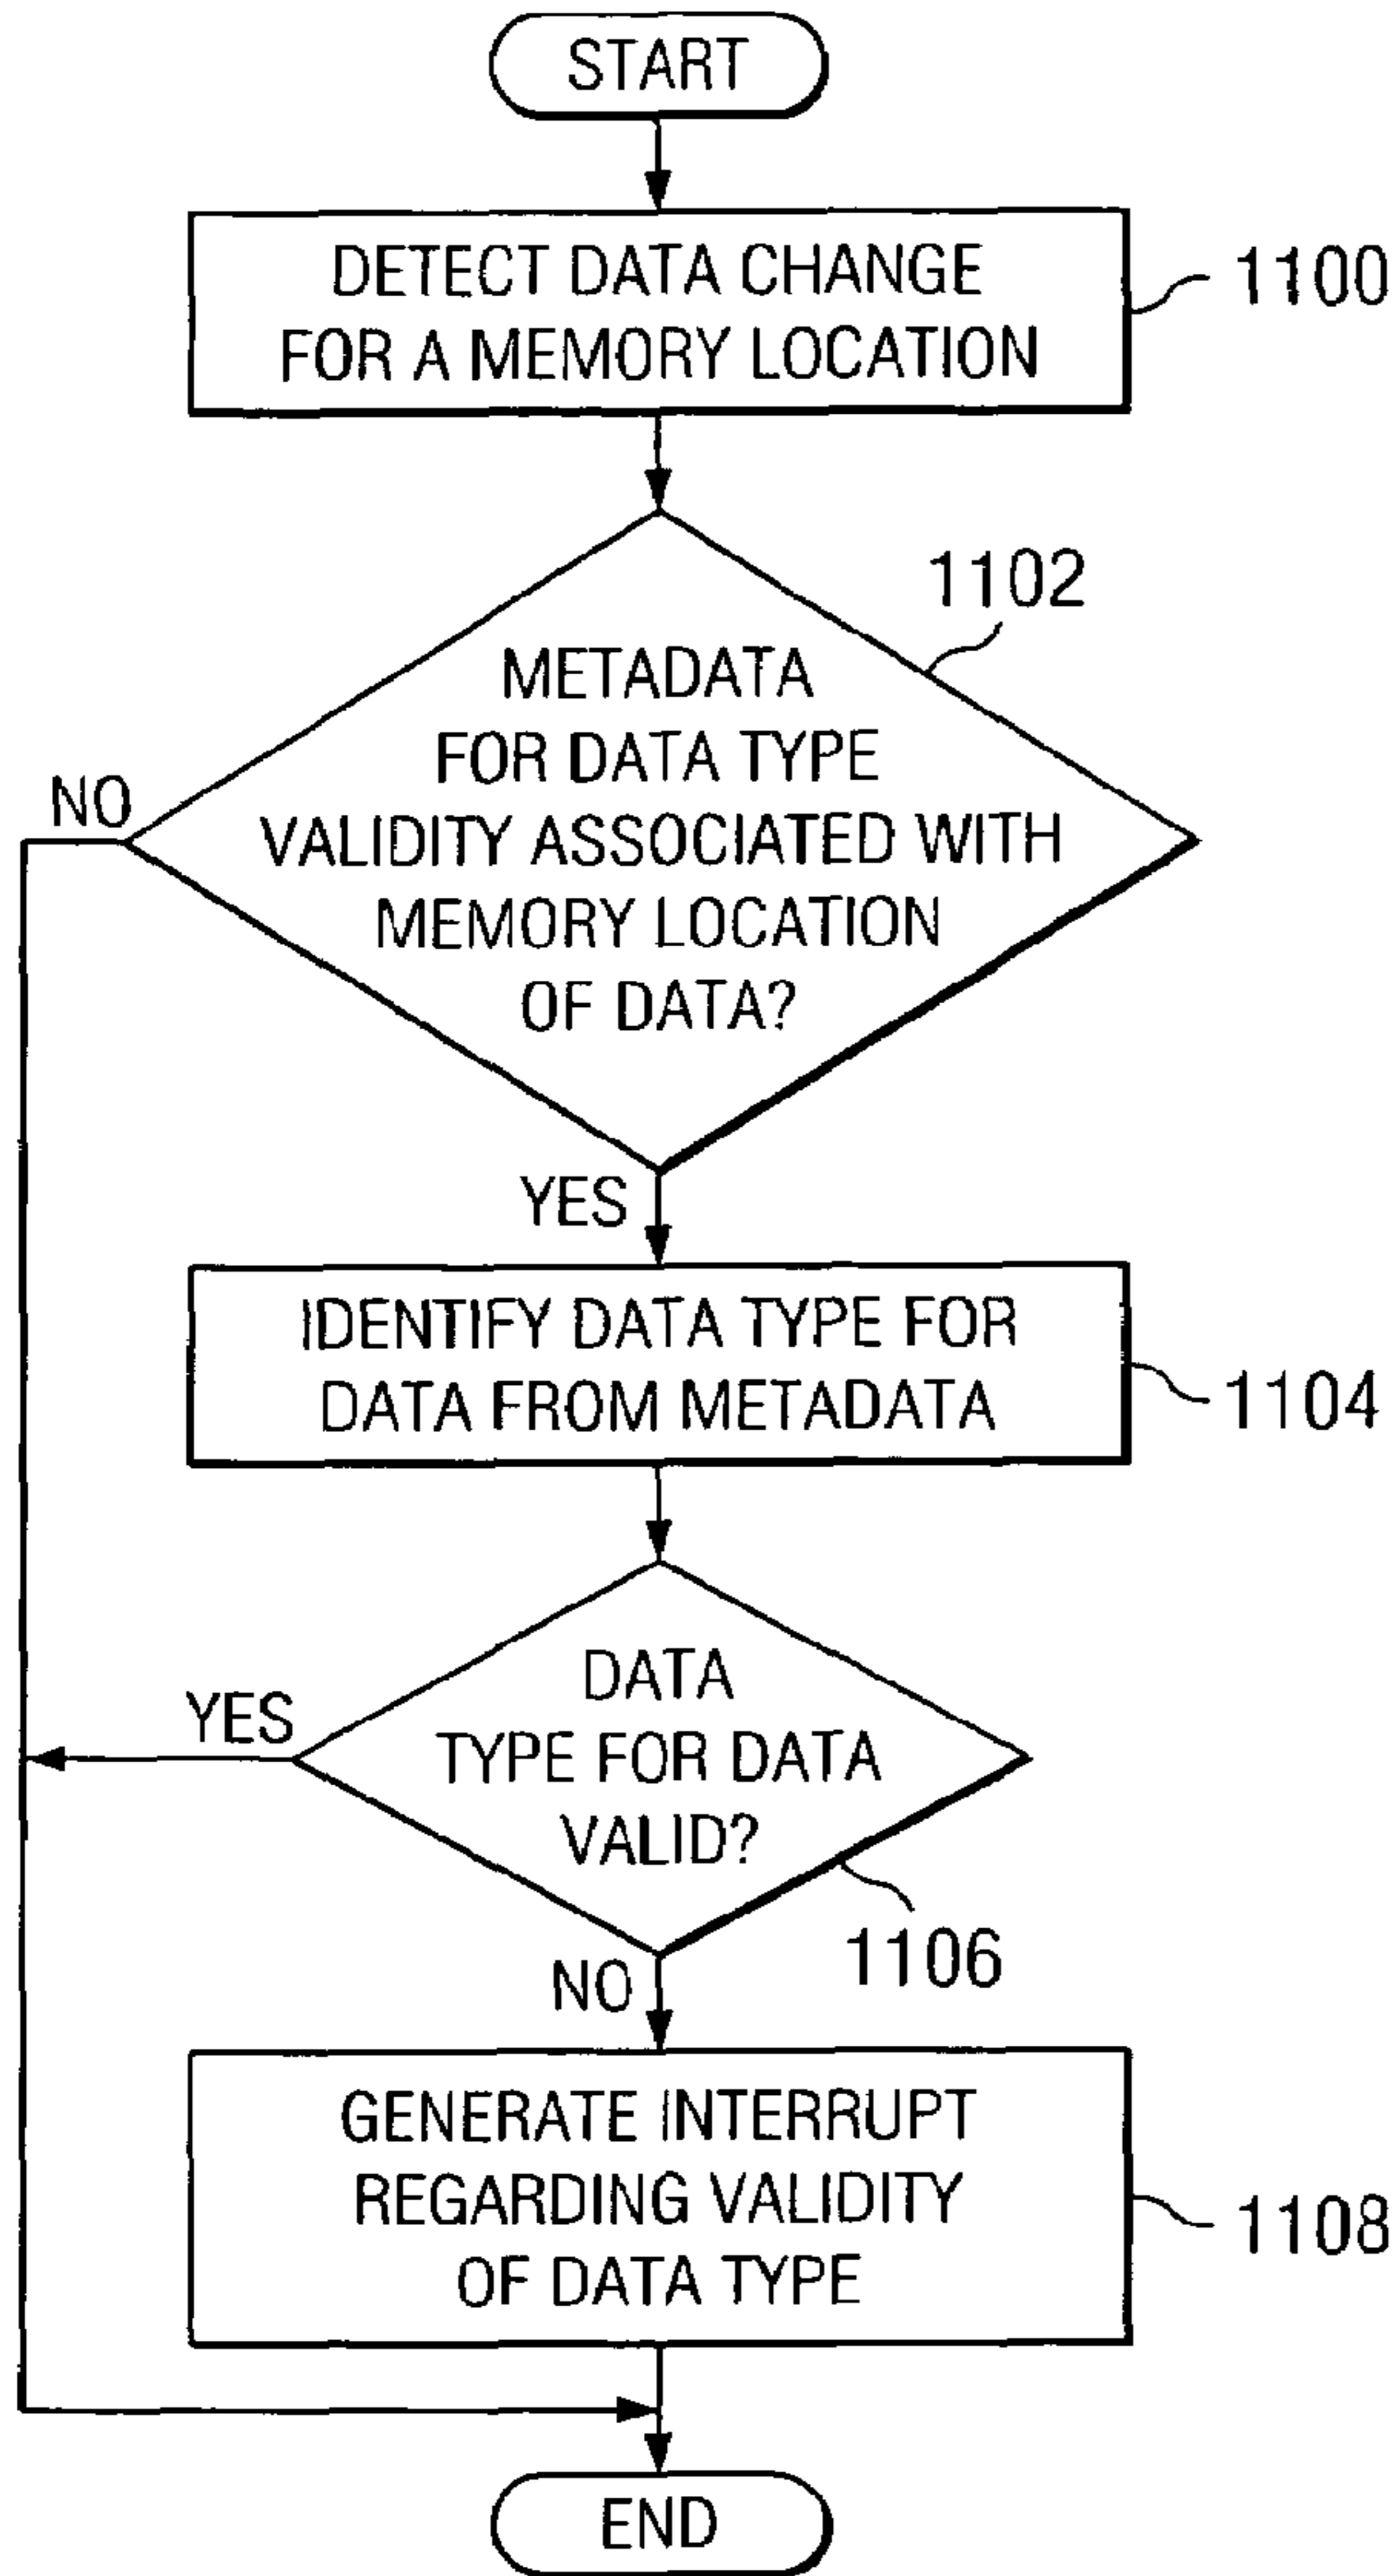 START
DETECT DATA CHANGE
FOR A MEMORY LOCATION
1100
1102
METADATA
FOR DATA TYPE
VALIDITY ASSOCIATED WITH
MEMORY LOCATION
OF DATA?
NO
YES
IDENTIFY DATA TYPE FOR
DATA FROM METADATA
1104
DATA
TYPE FOR DATA
VALID?
YES
1106
NO
GENERATE INTERRUPT
REGARDING VALIDITY
OF DATA TYPE
1108
END